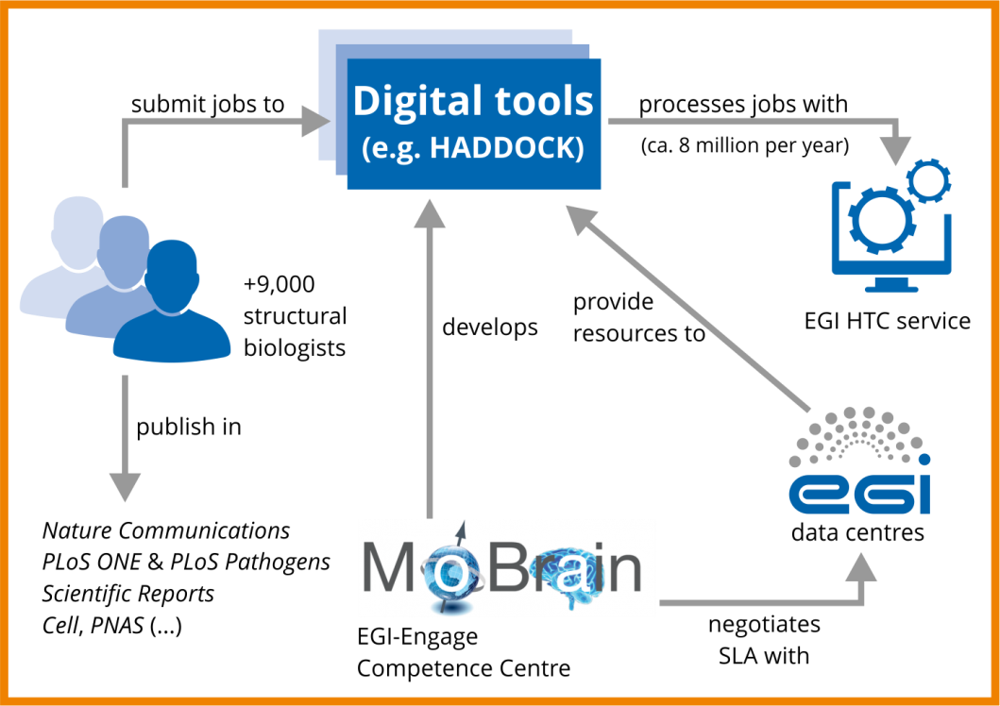 submit jobs to
Digital tools
(e.g. HADDOCK)
processes jobs with
(ca. 8 million per year)
+9,000
structural
biologists
develops
provide
resources to
EGI HTC service
publish in
egi
data centres
Nature Communications
PLoS ONE & PLoS Pathogens
Scientific Reports
Cell, PNAS (...)
MoBrain
EGI-Engage
Competence Centre
negotiates
SLA with